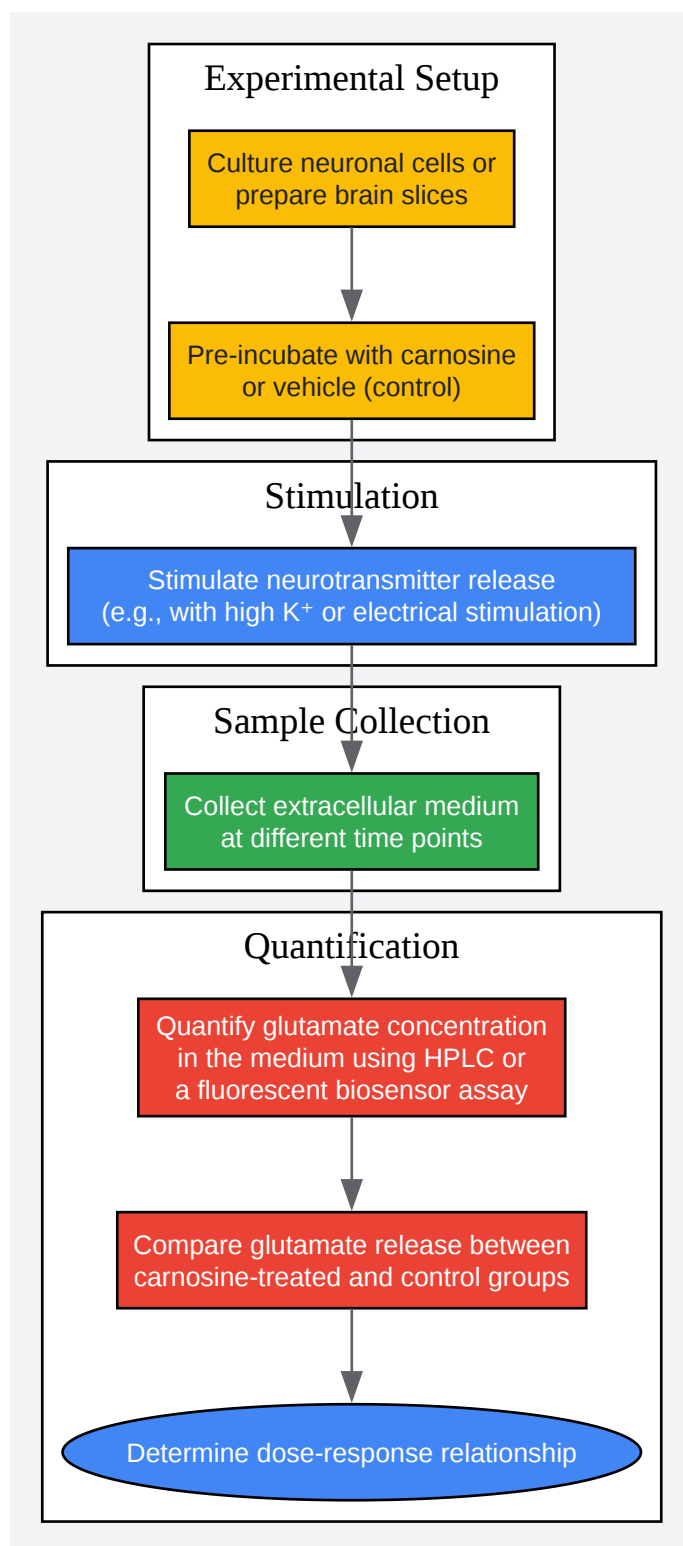 Experimental Setup
Culture neuronal cells or
prepare brain slices
Pre-incubate with carnosine
or vehicle (control)
Stimulation
Stimulate neurotransmitter release
(e.g., with high K⁺ or electrical stimulation)
Sample Collection
Collect extracellular medium
at different time points
Quantification
Quantify glutamate concentration
in the medium using HPLC or
a fluorescent biosensor assay
Compare glutamate release between
carnosine-treated and control groups
Determine dose-response relationship